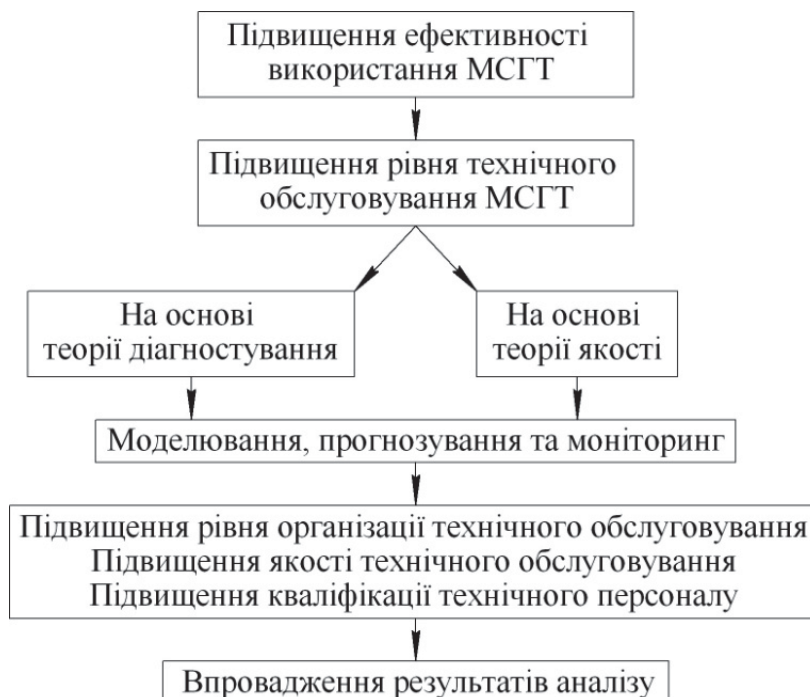 Підвищення ефективності
використання МСГТ
Підвищення рівня технічного
обслуговування МСГТ
На основі
теорії діагностування
На основі
теорії якості
Моделювання, прогнозування та моніторинг
Підвищення рівня організації технічного обслуговування
Підвищення якості технічного обслуговування
Підвищення кваліфікації технічного персоналу
Впровадження результатів аналізу